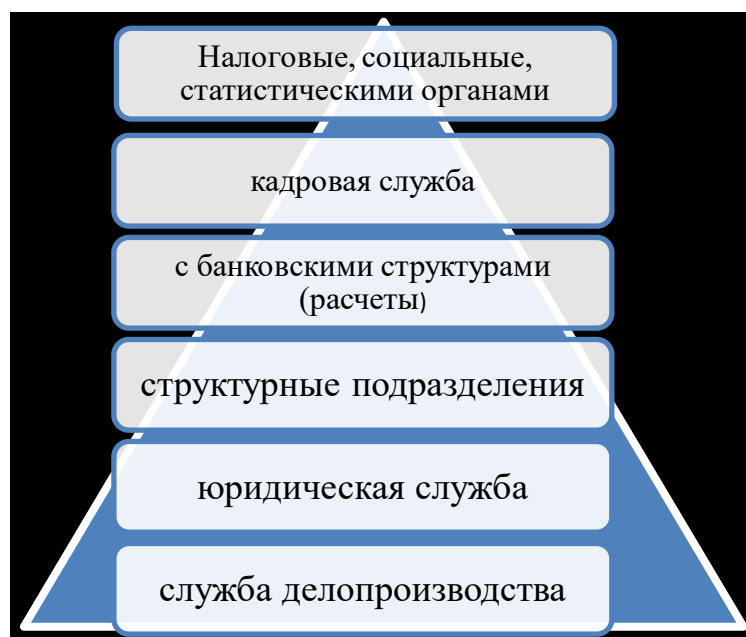 Налоговые, социальные,
статистическими органами
кадровая служба
с банковскими структурами
(расчеты)
структурные подразделения
юридическая служба
служба делопроизводства